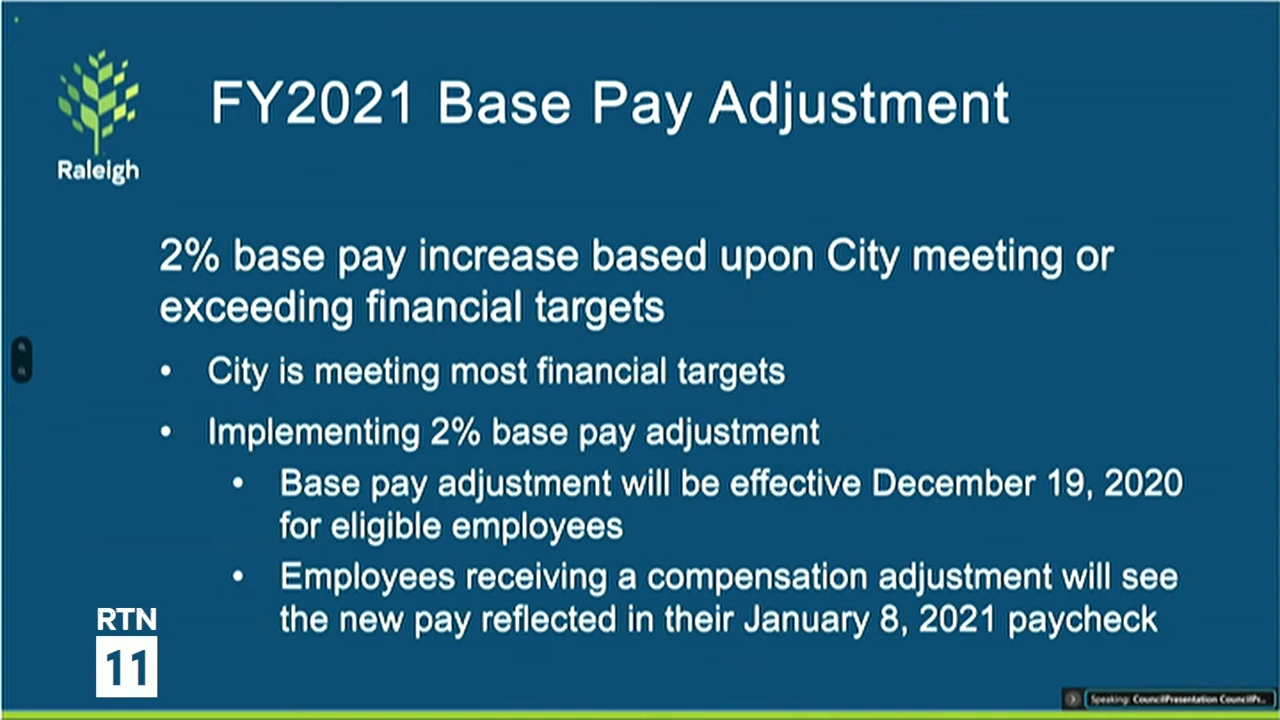 FY2021 Base Pay Adjustment
Raleigh
2% base pay increase based upon City meeting or
exceeding financial targets
• City is meeting most financial targets
• Implementing 2% base pay adjustment
• Base pay adjustment will be effective December 19, 2020
for eligible employees
• Employees receiving a compensation adjustment will see
the new pay reflected in their January 8, 2021 paycheck
RTN
11
Speaking: CouncilPresentation CouncilPr...